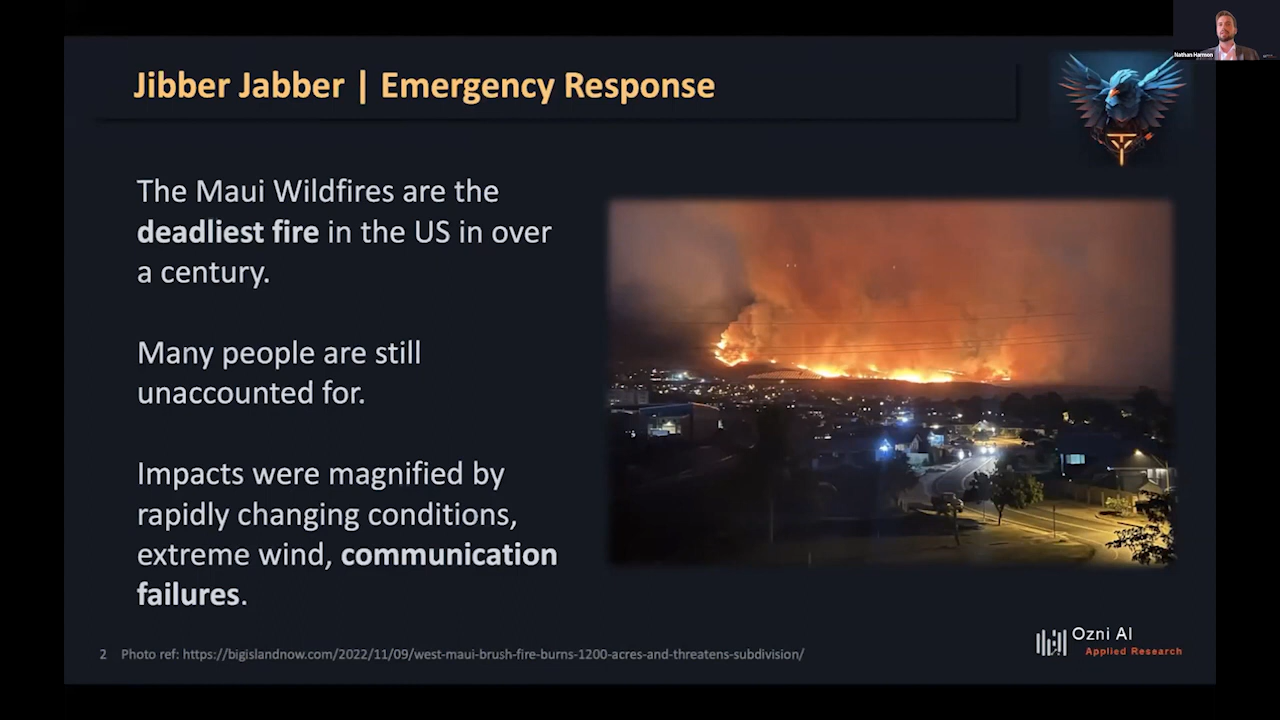 Nathan Harmon
Jibber Jabber | Emergency Response
The Maui Wildfires are the
deadliest fire in the US in over
a century.
Many people are still
unaccounted for.
Impacts were magnified by
rapidly changing conditions,
extreme wind, communication
failures.
2 Photo ref: https://bigislandnow.com/2022/11/09/west-maui-brush-fire-burns-1200-acres-and-threatens-subdivision/
Ozni AI
Applied Research